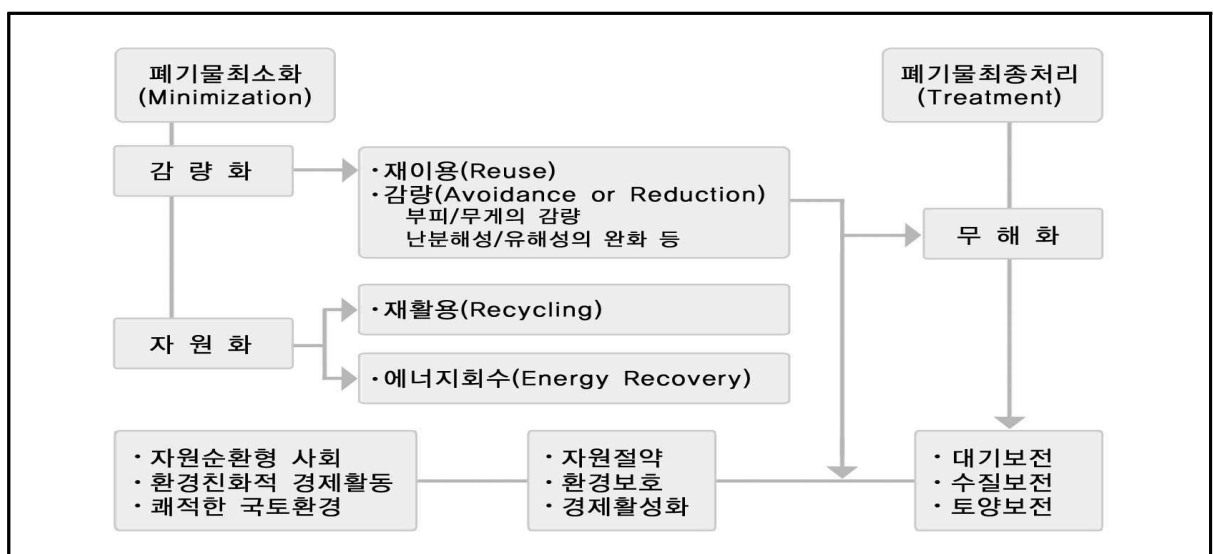 폐기물최소화
(Minimization)
폐기물최종처리
(Treatment)
감 량 화
·재이용(Reuse)
·감량(Avoidance or Reduction)
부피/무게의 감량
난분해성/유해성의 완화 등
무 해 화
자 원 화
·재활용(Recycling)
·에너지회수(Energy Recovery)
·자원순환형 사회
·환경친화적 경제활동
·쾌적한 국토환경
·자원절약
·환경보호
·경제활성화
·대기보전
·수질보전
·토양보전